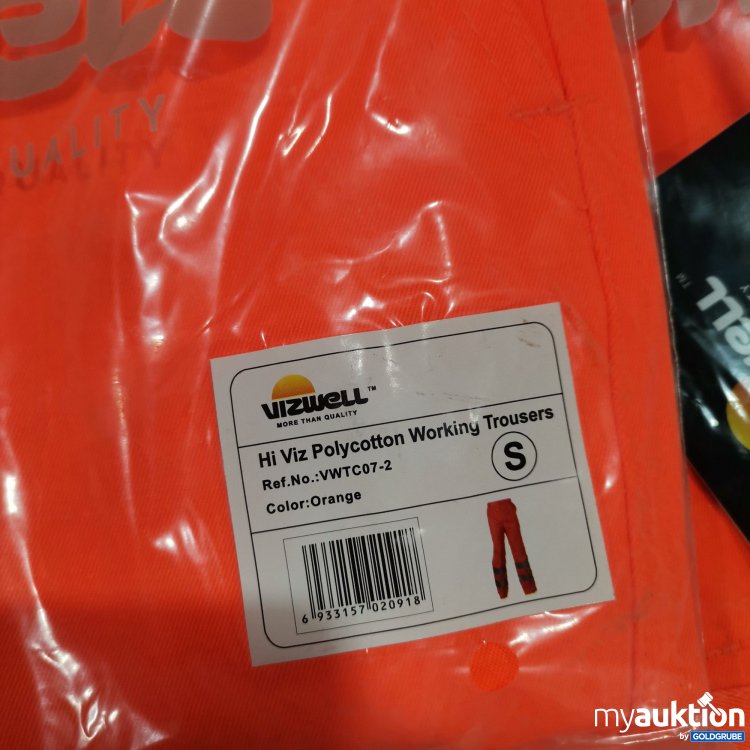 QUALITY
VIZWELL™
MORE THAN QUALITY
Hi Viz Polycotton Working Trousers
Ref.No.:VWTC07-2
S
Color:Orange
6 933157 020918
myauktion
by GOLDGRUBE